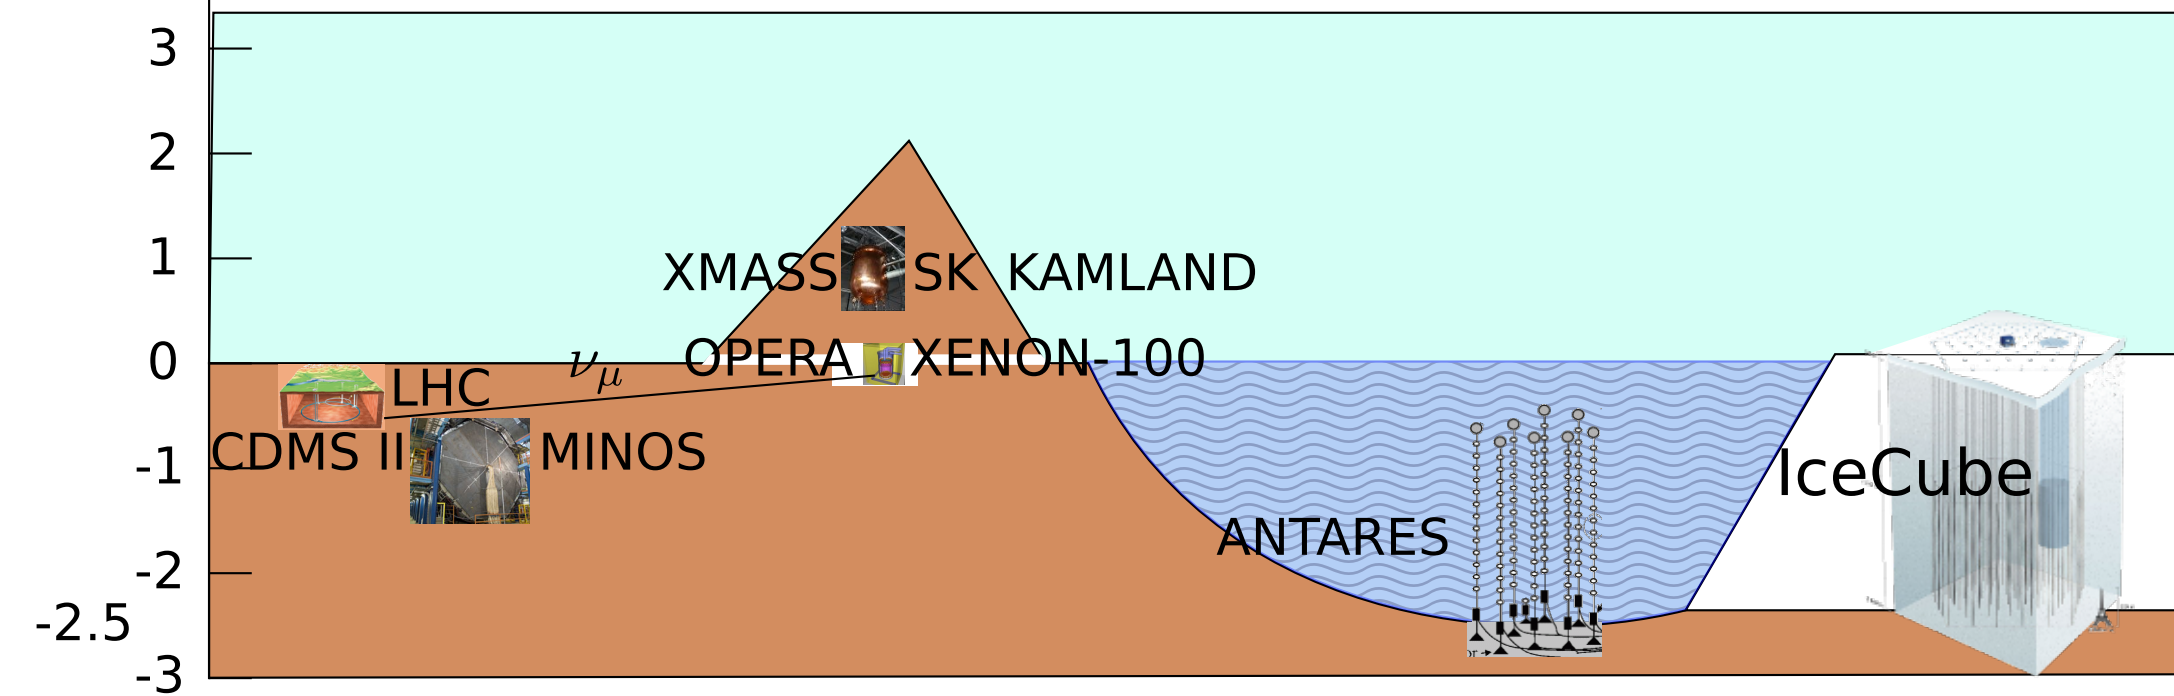 3
2
1
XMASS SK KAMLAND
0
νμ OPERA XENON-100
LHC
CDMS II MINOS
-1
IceCube
ANTARES
-2
-2.5
-3